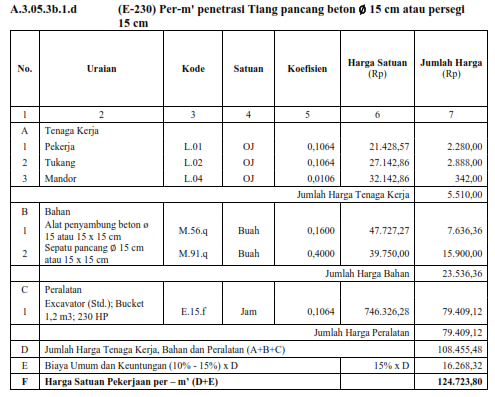 A.3.05.3b.1.d (E-230) Per-m' penetrasi Tiang pancang beton Ø 15 cm atau persegi
15 cm
No. Uraian Kode Satuan Koefisien Harga Satuan (Rp) Jumlah Harga (Rp)
1 2 3 4 5 6 7
A Tenaga Kerja
1 Pekerja L.01 OJ 0,1064 21.428,57 2.280,00
2 Tukang L.02 OJ 0,1064 27.142,86 2.888,00
3 Mandor L.04 OJ 0,0106 32.142,86 342,00
Jumlah Harga Tenaga Kerja 5.510,00
B Bahan
1 Alat penyambung beton ø
15 atau 15 x 15 cm M.56.q Buah 0,1600 47.727,27 7.636,36
2 Sepatu pancang Ø 15 cm
atau 15 x 15 cm M.91.q Buah 0,4000 39.750,00 15.900,00
Jumlah Harga Bahan 23.536,36
C Peralatan
1 Excavator (Std.); Bucket
1,2 m3; 230 HP E.15.f Jam 0,1064 746.326,28 79.409,12
Jumlah Harga Peralatan 79.409,12
D Jumlah Harga Tenaga Kerja, Bahan dan Peralatan (A+B+C) 108.455,48
E Biaya Umum dan Keuntungan (10% - 15%) x D 15% x D 16.268,32
F Harga Satuan Pekerjaan per – m' (D+E) 124.723,80